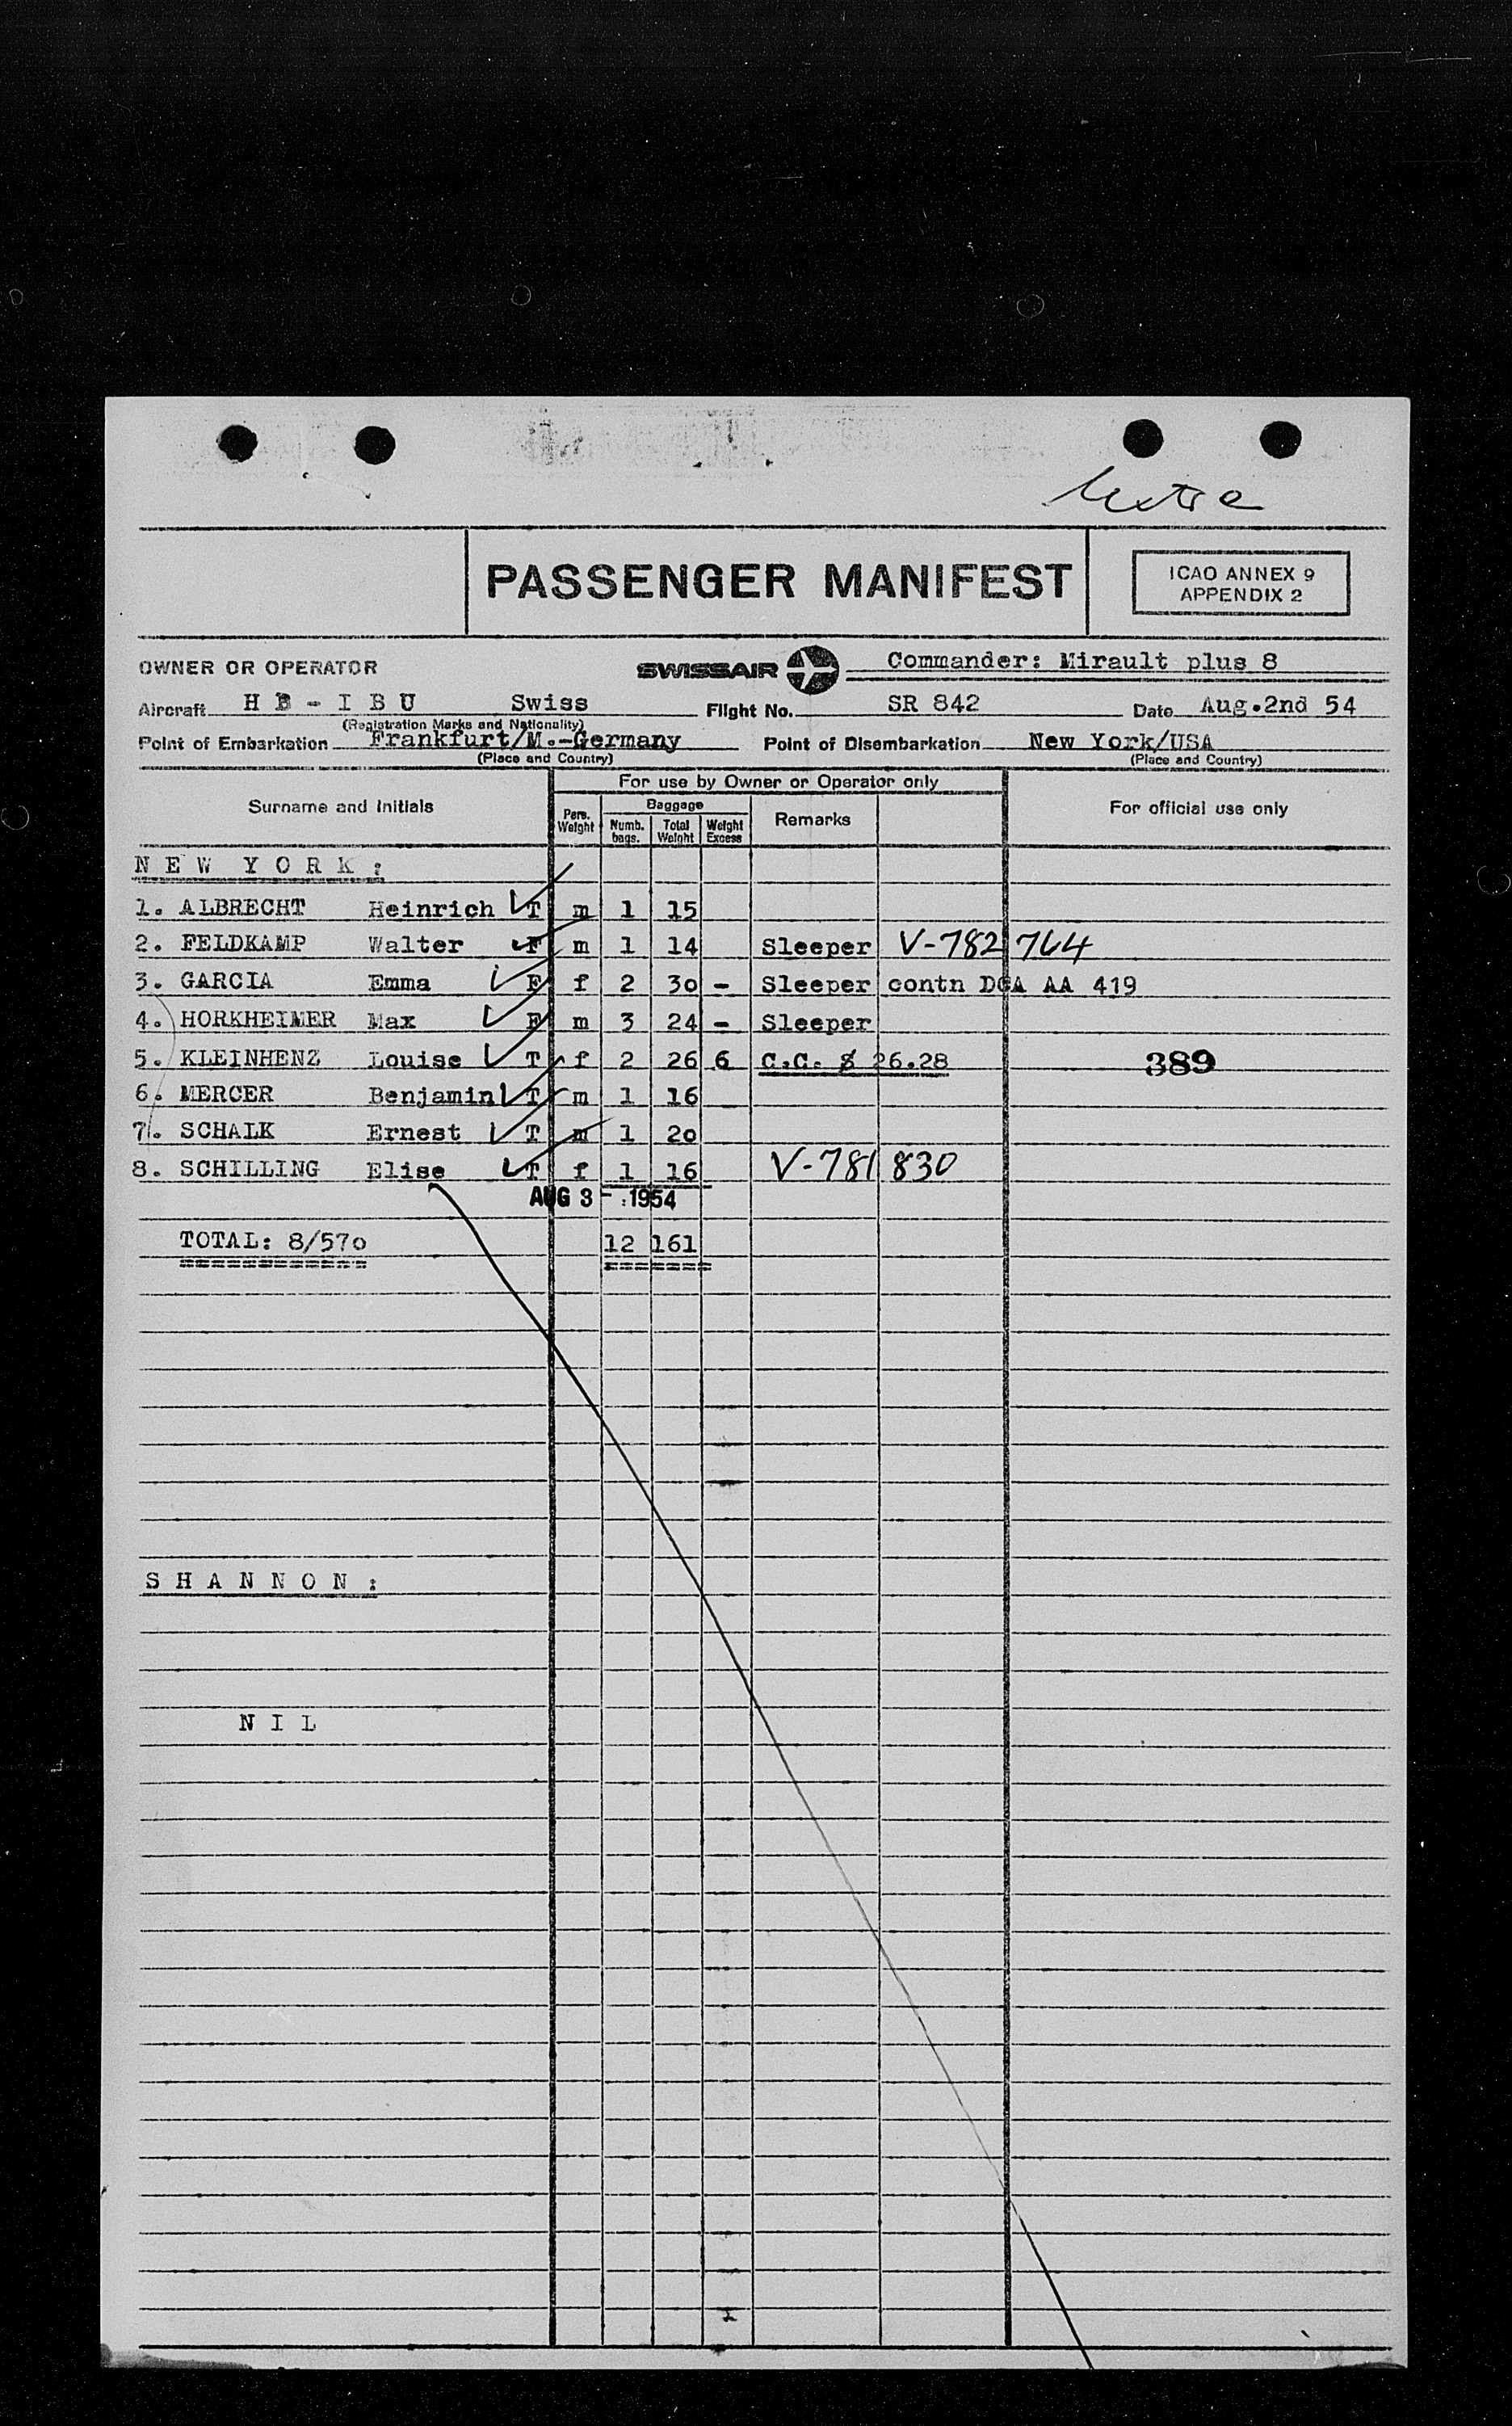 Extra
PASSENGER MANIFEST
ICAO ANNEX 9
APPENDIX 2
OWNER OR OPERATOR SWISSAIR Commander: Mirault plus 8
Aircraft H B - I B U Swiss Flight No. SR 842 Date Aug.2nd 54
(Registration Marks and Nationality)
Point of Embarkation Frankfurt/M.-Germany Point of Disembarkation New York/USA
(Place and Country) (Place and Country)
For use by Owner or Operator only
Surname and Initials Pers. Weight Baggage Numb. bags. Total Weight Weight Excess Remarks For official use only
N E W Y O R K :
1. ALBRECHT Heinrich T m 1 15
2. FELDKAMP Walter F m 1 14 Sleeper V-782 764
3. GARCIA Emma F f 2 30 - Sleeper contn DCA AA 419
4. HORKHEIMER Max F m 3 24 - Sleeper
5. KLEINHENZ Louise T f 2 26 6 C.C. $ 26.28 389
6. MERCER Benjamin T m 1 16
7. SCHALK Ernest T m 1 20
8. SCHILLING Elise T f 1 16 V-781 830
AUG 3 - 1954
TOTAL: 8/570 12 161
S H A N N O N :
N I L